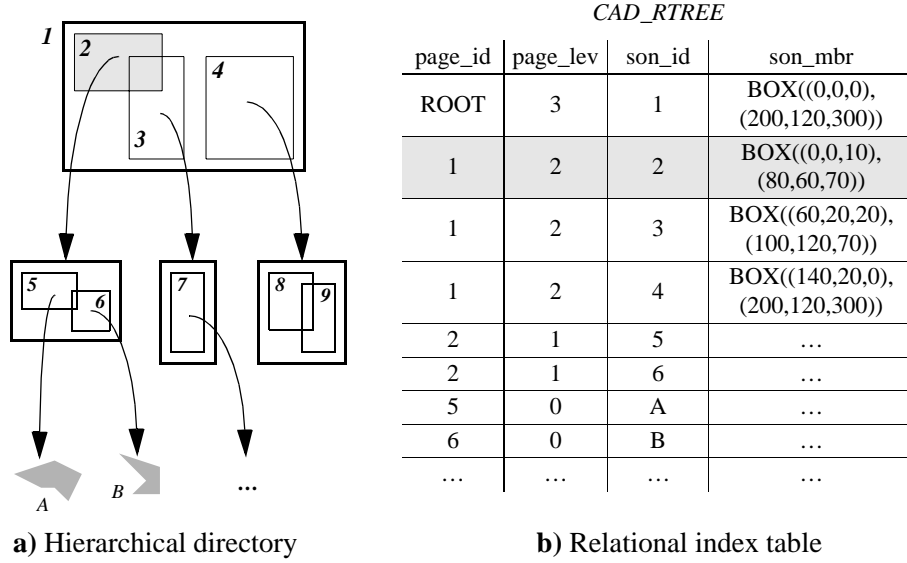 1
2
4
3
5
6
7
8
9
A
B
...
a) Hierarchical directory
CAD_RTREE
page_id page_lev son_id son_mbr
ROOT 3 1 BOX((0,0,0),
(200,120,300))
1 2 2 BOX((0,0,10),
(80,60,70))
1 2 3 BOX((60,20,20),
(100,120,70))
1 2 4 BOX((140,20,0),
(200,120,300))
2 1 5 …
2 1 6 …
5 0 A …
6 0 B …
… … … …
b) Relational index table